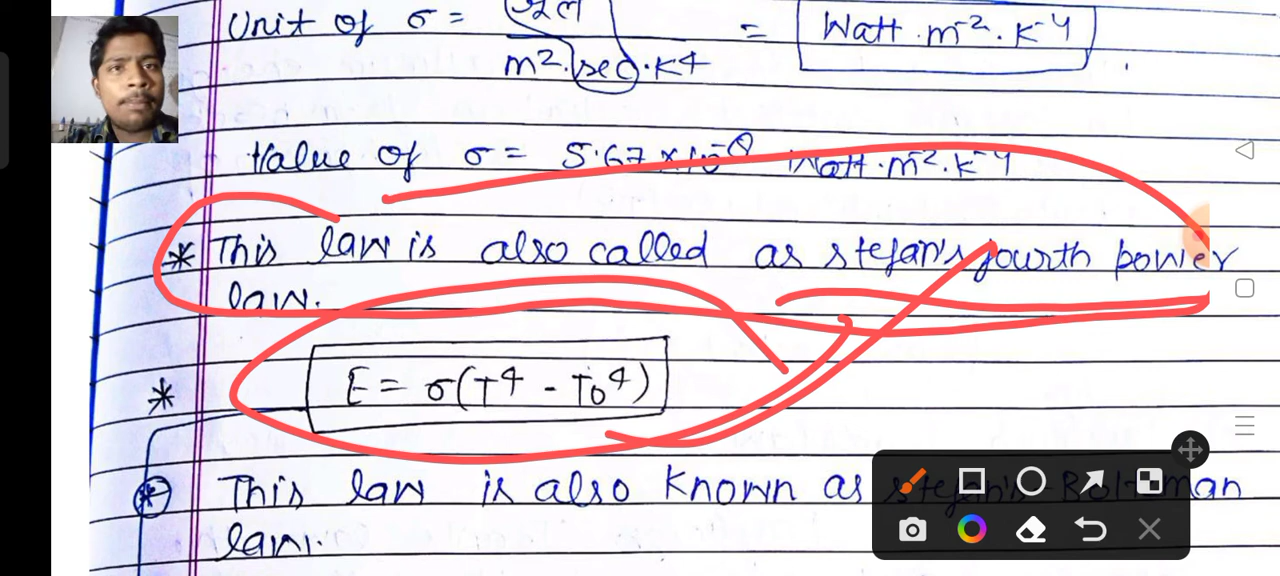 Unit of σ = जूल / m².sec.K⁴ = Watt.m⁻².K⁻⁴
Value of σ = 5.67 × 10⁻⁸ Watt.m⁻².K⁻⁴
* This law is also called as stefan's fourth power
law.
* E = σ(T⁴ - T₀⁴)
* This law is also known as stefan's-Boltzman
law.